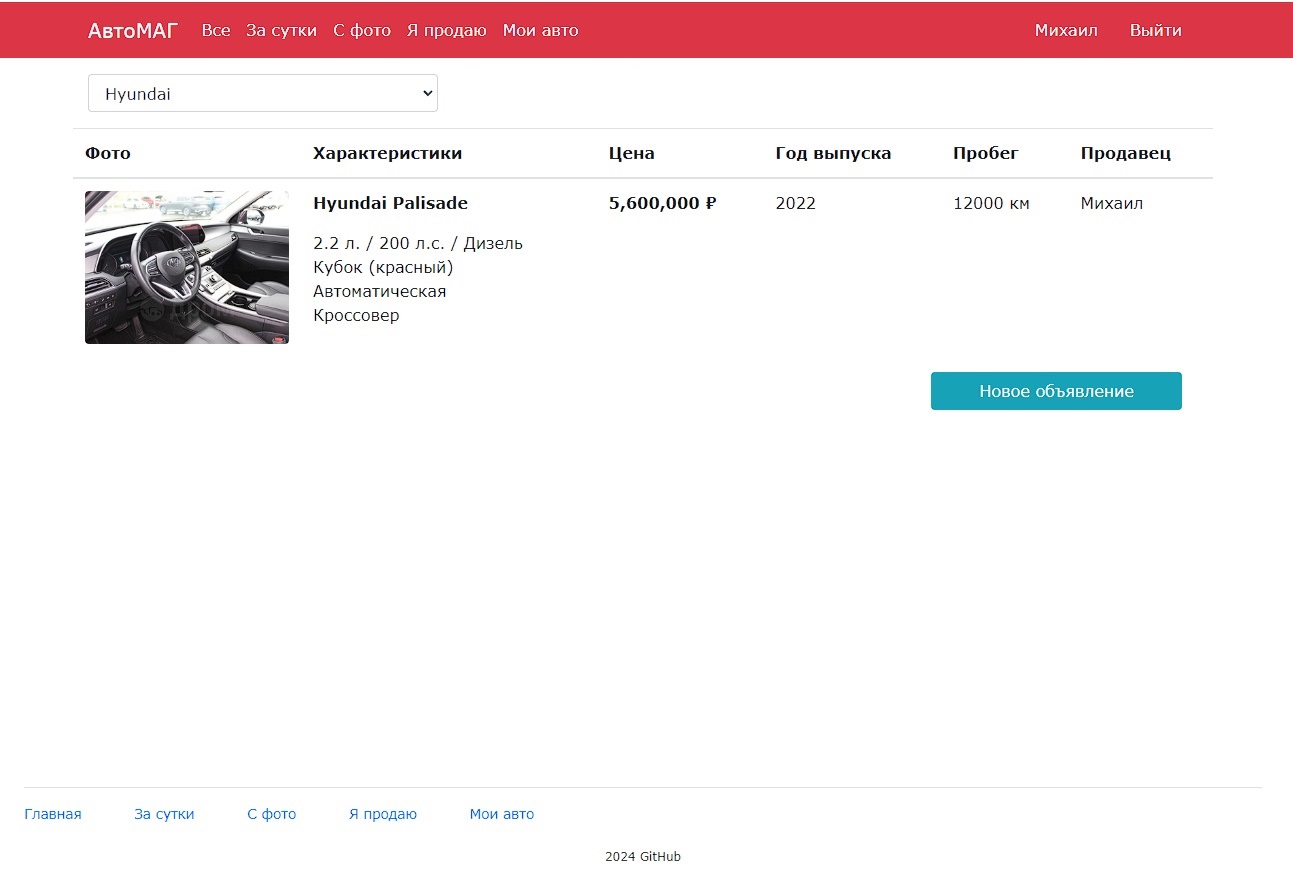 АвтоМАГ Все За сутки С фото Я продаю Мои авто Михаил Выйти
Hyundai
Фото Характеристики Цена Год выпуска Пробег Продавец
Hyundai Palisade 5,600,000 ₽ 2022 12000 км Михаил
2.2 л. / 200 л.с. / Дизель
Кубок (красный)
Автоматическая
Кроссовер
Новое объявление
Главная За сутки С фото Я продаю Мои авто
2024 GitHub